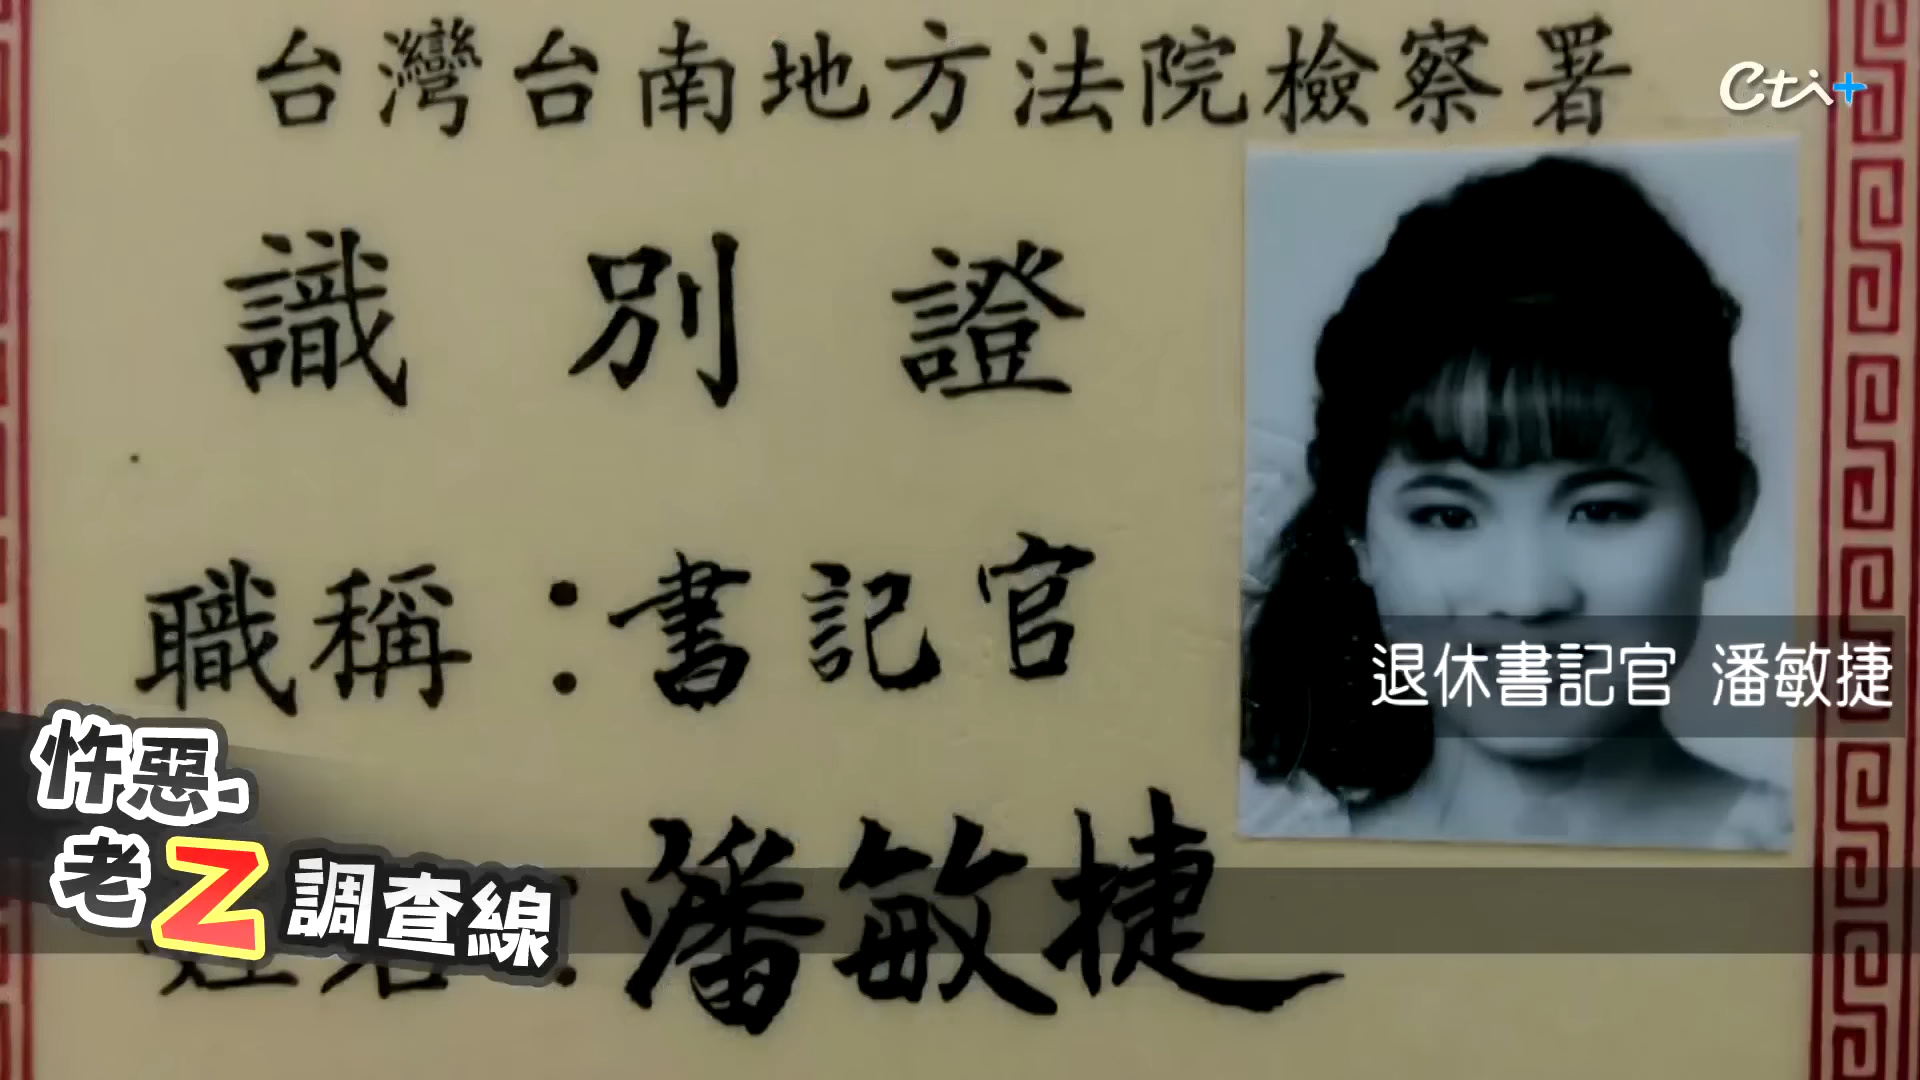 台灣台南地方法院檢察署
Cti+
識別證
職稱：書記官
退休書記官 潘敏捷
忤惡-
老Z調查線
姓名：潘敏捷